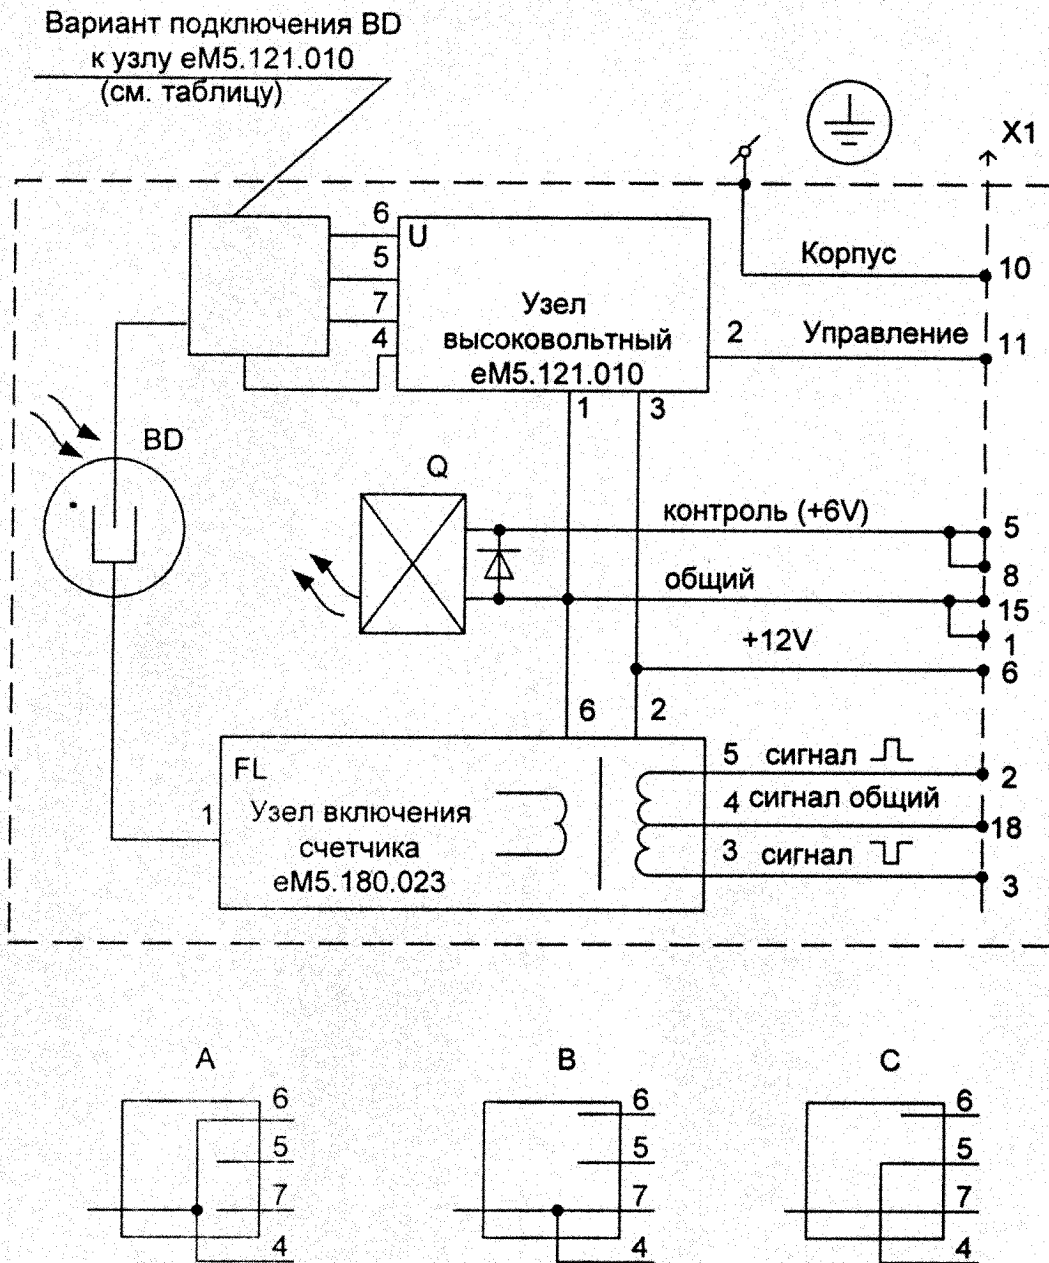 Вариант подключения BD
к узлу еМ5.121.010
(см. таблицу)
X1
6
U
5
7
4
Узел
высоковольтный
еМ5.121.010
Корпус
10
2
Управление
11
1
3
BD
Q
контроль (+6V)
5
8
общий
15
1
+12V
6
6
2
FL
1
Узел включения
счетчика
еМ5.180.023
5
сигнал
2
4
сигнал общий
18
3
сигнал
3
A
B
C
6
5
7
4
6
5
7
4
6
5
7
4